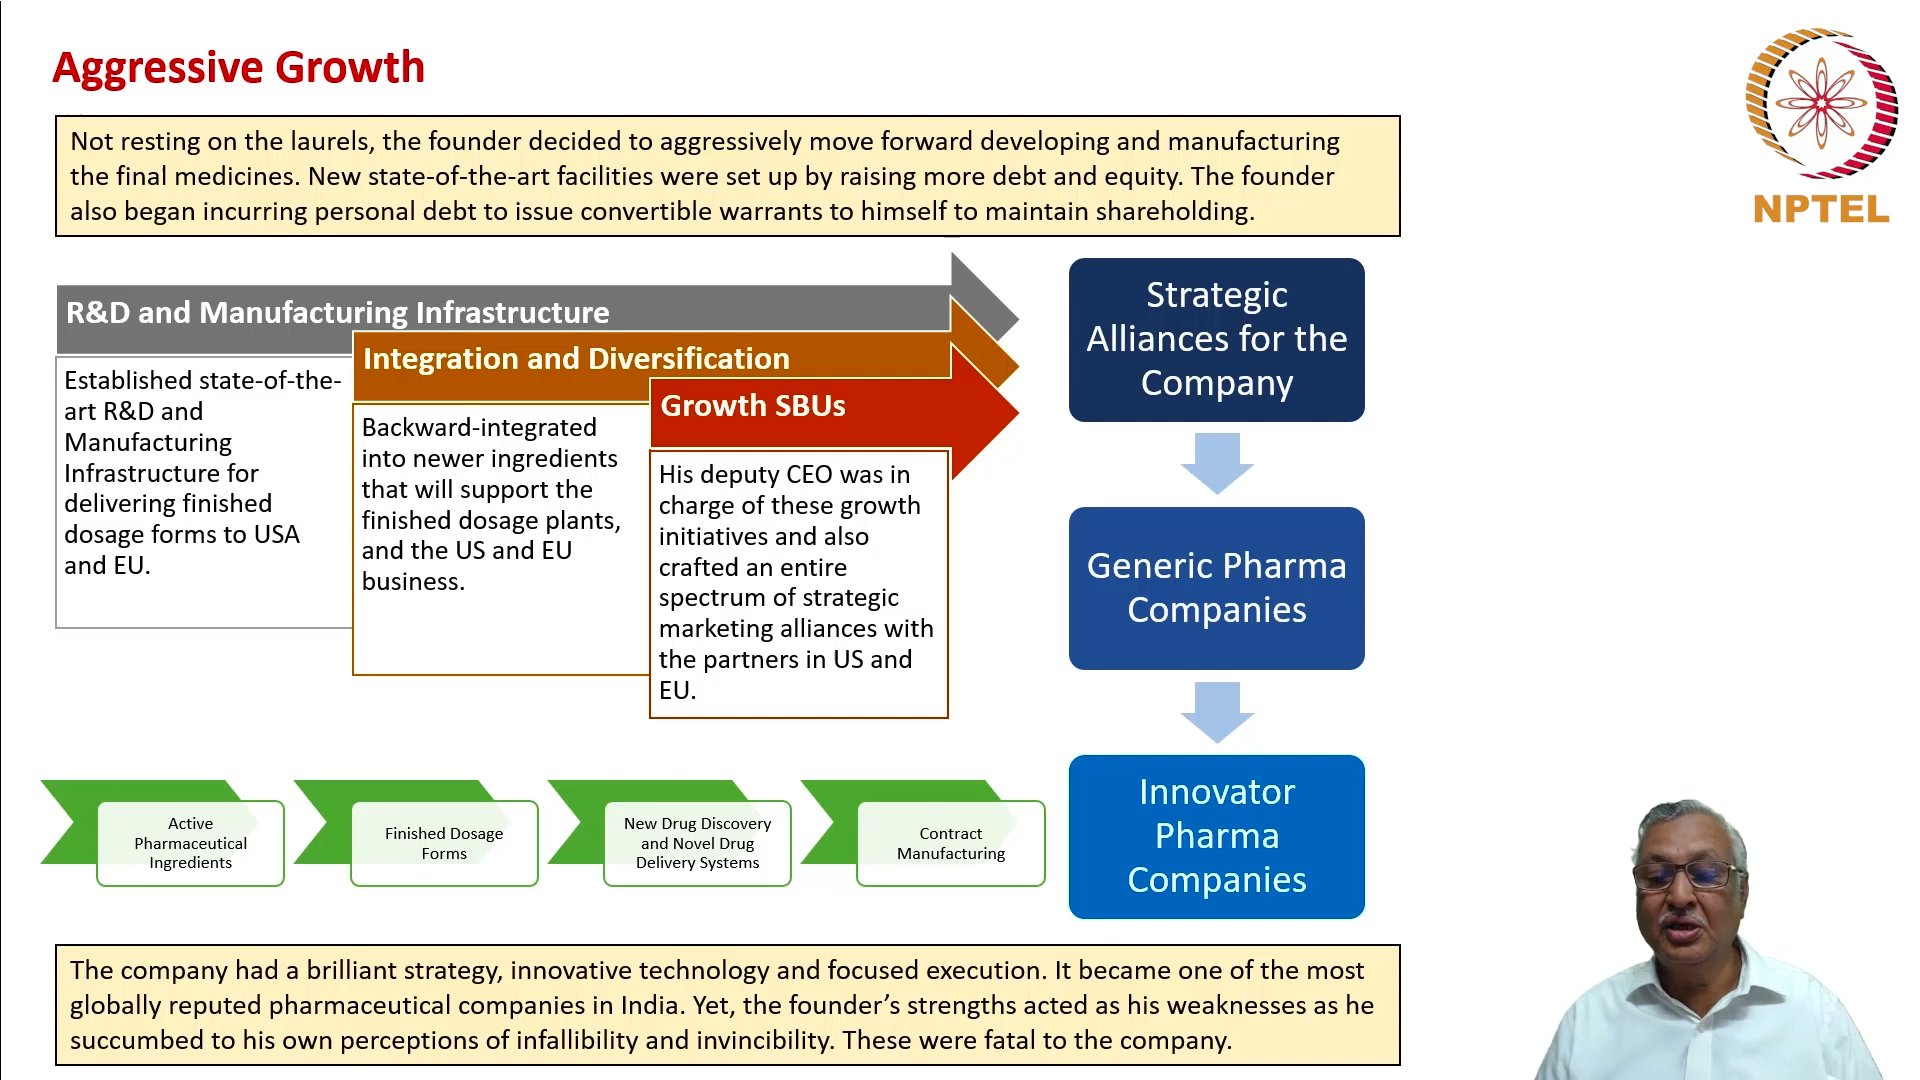 Aggressive Growth
NPTEL
Not resting on the laurels, the founder decided to aggressively move forward developing and manufacturing
the final medicines. New state-of-the-art facilities were set up by raising more debt and equity. The founder
also began incurring personal debt to issue convertible warrants to himself to maintain shareholding.
R&D and Manufacturing Infrastructure
Established state-of-the-
art R&D and
Manufacturing
Infrastructure for
delivering finished
dosage forms to USA
and EU.
Integration and Diversification
Backward-integrated
into newer ingredients
that will support the
finished dosage plants,
and the US and EU
business.
Growth SBUs
His deputy CEO was in
charge of these growth
initiatives and also
crafted an entire
spectrum of strategic
marketing alliances with
the partners in US and
EU.
Strategic
Alliances for the
Company
Generic Pharma
Companies
Innovator
Pharma
Companies
Active
Pharmaceutical
Ingredients
Finished Dosage
Forms
New Drug Discovery
and Novel Drug
Delivery Systems
Contract
Manufacturing
The company had a brilliant strategy, innovative technology and focused execution. It became one of the most
globally reputed pharmaceutical companies in India. Yet, the founder’s strengths acted as his weaknesses as he
succumbed to his own perceptions of infallibility and invincibility. These were fatal to the company.